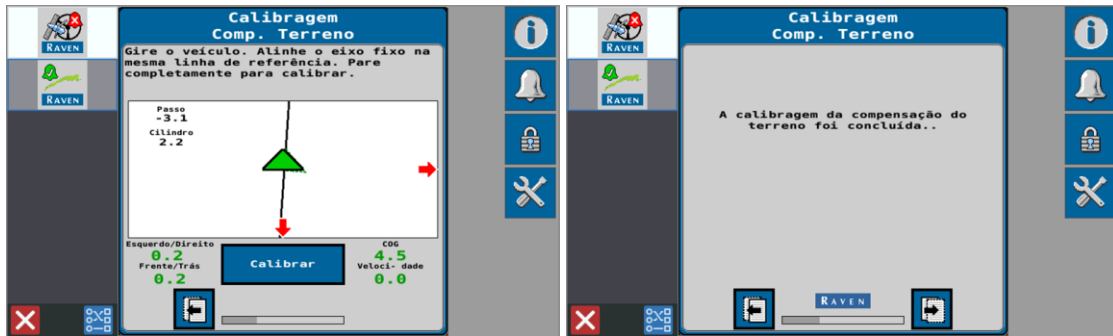 RAVEN
RAVEN
Calibragem
Comp. Terreno
Gire o veículo. Alinhe o eixo fixo na
mesma linha de referência. Pare
completamente para calibrar.
Passo
-3.1
Cilindro
2.2
Esquerdo/Direito
0.2
Frente/Trás
0.2
Calibrar
COG
4.5
Veloci- dade
0.0
RAVEN
RAVEN
Calibragem
Comp. Terreno
A calibragem da compensação do
terreno foi concluída..
RAVEN